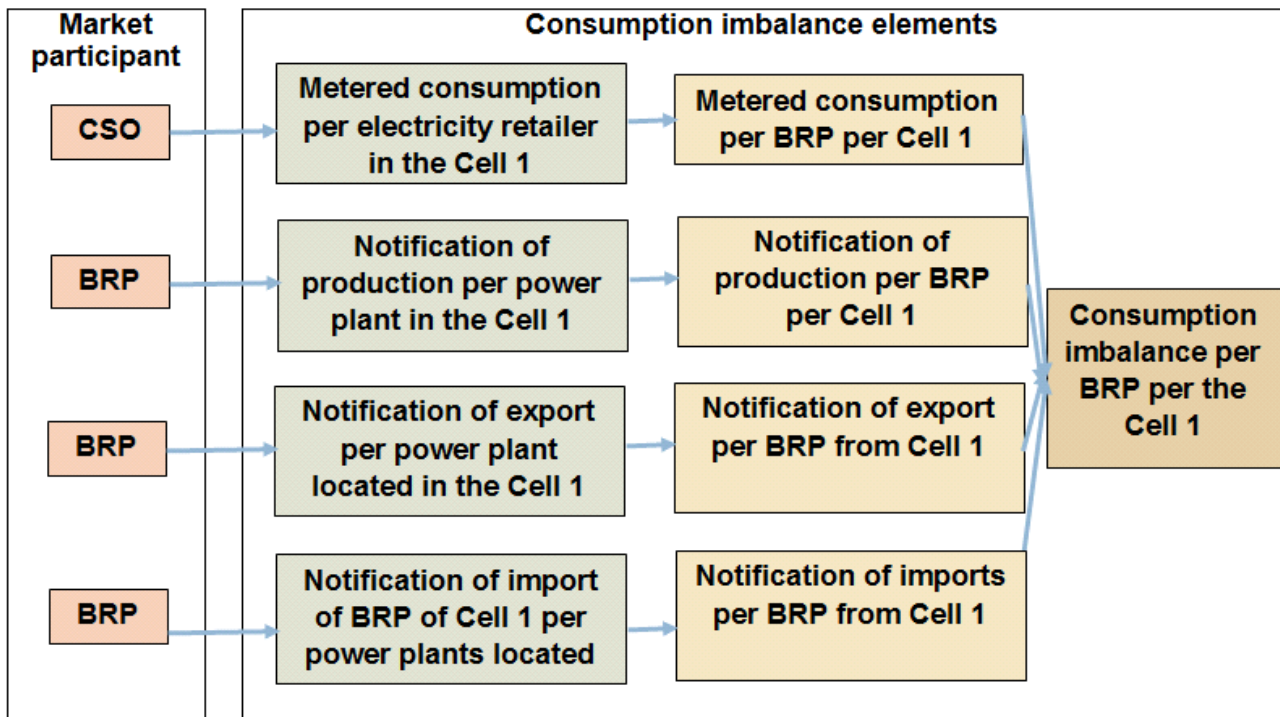 Market
participant
Consumption imbalance elements
CSO
Metered consumption
per electricity retailer
in the Cell 1
Metered consumption
per BRP per Cell 1
BRP
Notification of
production per power
plant in the Cell 1
Notification of
production per BRP
per Cell 1
BRP
Notification of export
per power plant
located in the Cell 1
Notification of export
per BRP from Cell 1
BRP
Notification of import
of BRP of Cell 1 per
power plants located
Notification of imports
per BRP from Cell 1
Consumption
imbalance per
BRP per the
Cell 1